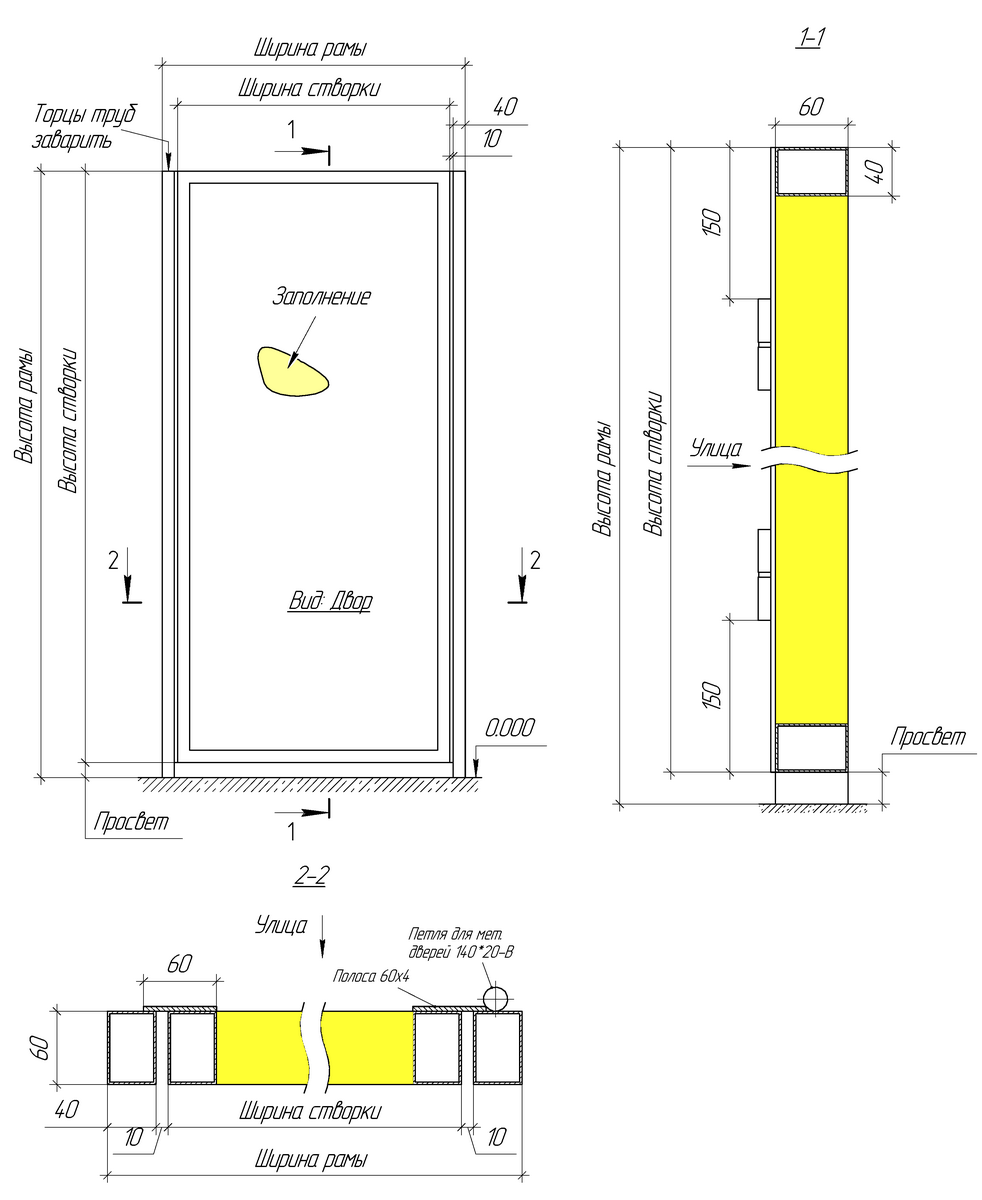 Ширина рамы
Ширина створки
40
10
Торцы труб
заварить
1
Заполнение
Высота рамы
Высота створки
2
2
Вид: Двор
0.000
Просвет
1
1-1
60
40
150
Улица
Высота рамы
Высота створки
150
Просвет
2-2
Улица
Петля для мет.
дверей 140*20-В
Полоса 60х4
60
60
40
10
Ширина створки
10
Ширина рамы